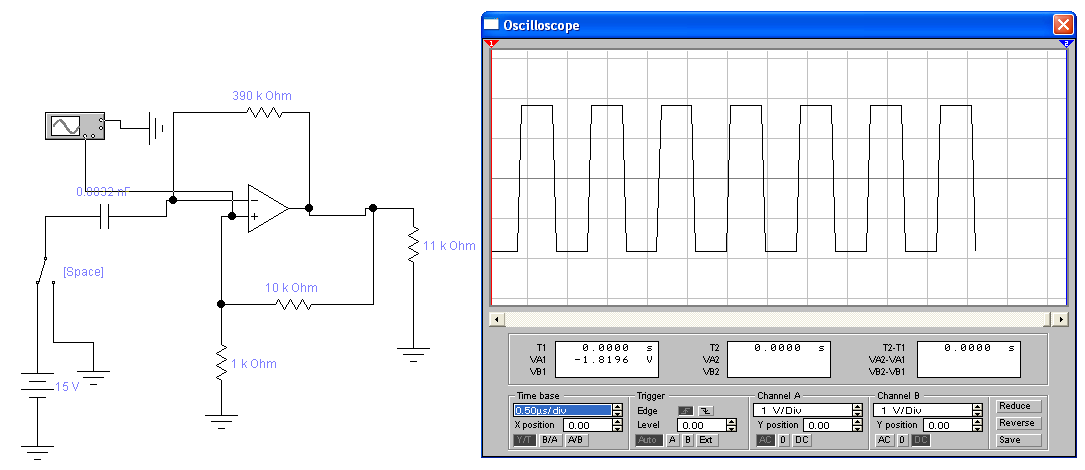 Oscilloscope
1
2
390 k Ohm
0.0032 nF
[Space]
11 k Ohm
10 k Ohm
1 k Ohm
15 V
T1 0.0000 s
VA1 -1.8196 V
VB1
T2 0.0000 s
VA2
VB2
T2-T1 0.0000 s
VA2-VA1
VB2-VB1
Time base
0.50µs/div
X position 0.00
Y/T B/A A/B
Trigger
Edge
Level 0.00
Auto A B Ext
Channel A
1 V/Div
Y position 0.00
AC 0 DC
Channel B
1 V/Div
Y position 0.00
AC 0 DC
Reduce
Reverse
Save